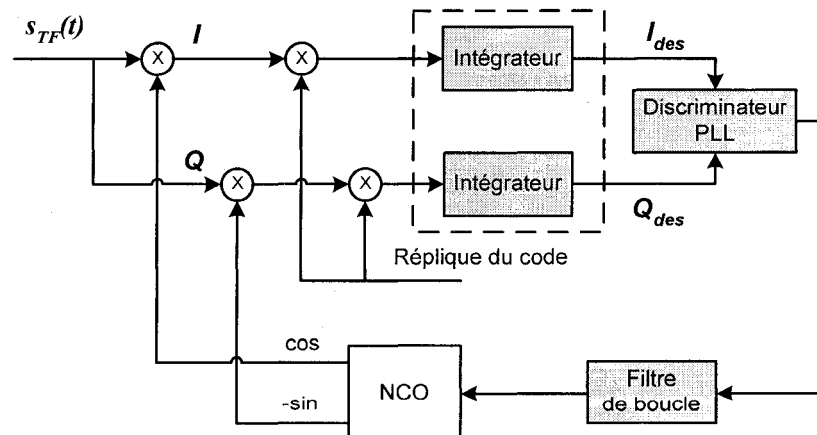 s_TF(t)
I
X
X
Intégrateur
I_des
Discriminateur
PLL
Q
X
X
Intégrateur
Q_des
Réplique du code
cos
-sin
NCO
Filtre
de boucle